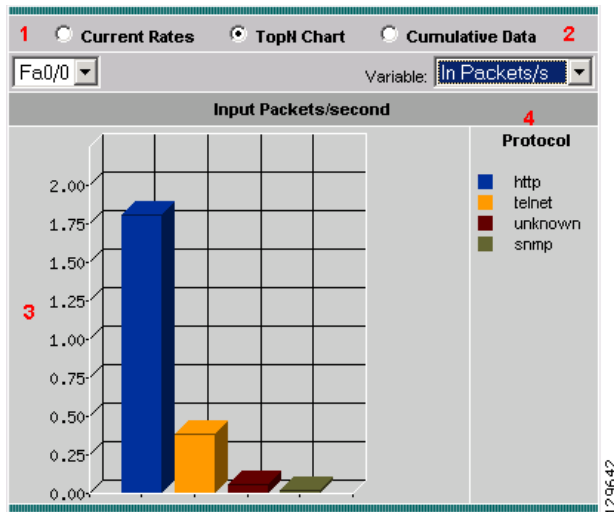 1 Current Rates TopN Chart Cumulative Data 2
Fa0/0 Variable: In Packets/s
Input Packets/second
4
Protocol
http
telnet
unknown
snmp
3
2.00
1.75
1.50
1.25
1.00
0.75
0.50
0.25
0.00
129642